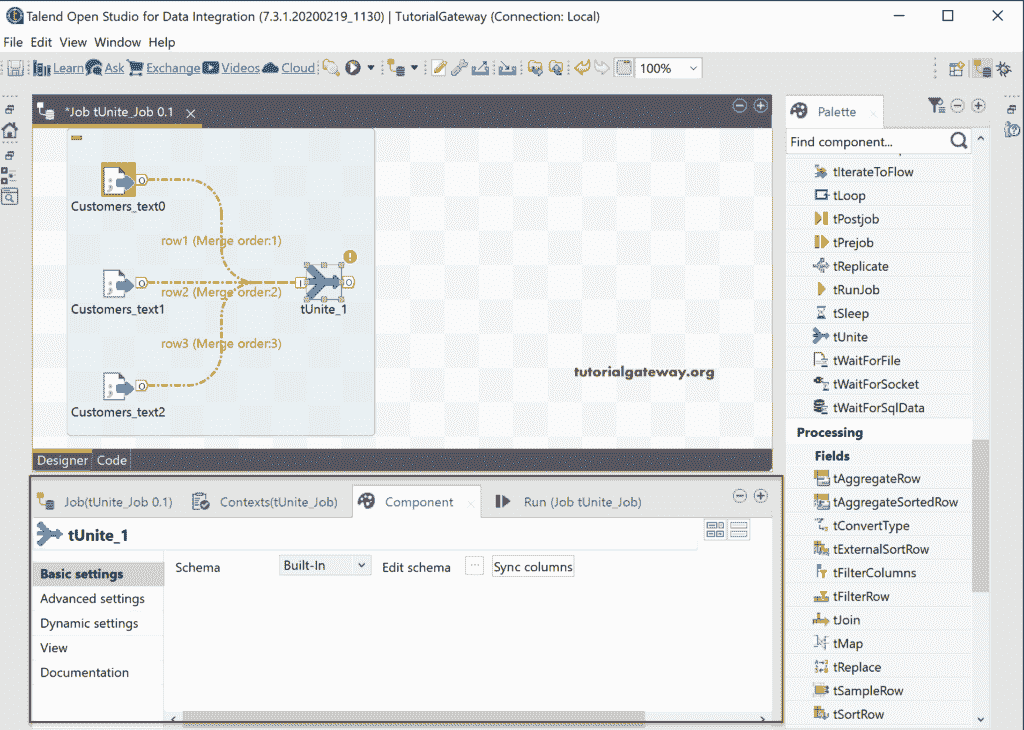 Talend Open Studio for Data Integration (7.3.1.20200219_1130) | TutorialGateway (Connection: Local)
File Edit View Window Help
Learn Ask Exchange Videos Cloud 100%
*Job tUnite_Job 0.1
Customers_text0
row1 (Merge order:1)
row2 (Merge order:2)
Customers_text1
tUnite_1
row3 (Merge order:3)
Customers_text2
tutorialgateway.org
Designer Code
Palette
Find component...
tIterateToFlow
tLoop
tPostjob
tPrejob
tReplicate
tRunJob
tSleep
tUnite
tWaitForFile
tWaitForSocket
tWaitForSqlData
Processing
Fields
tAggregateRow
tAggregateSortedRow
tConvertType
tExternalSortRow
tFilterColumns
tFilterRow
tJoin
tMap
tReplace
tSampleRow
tSortRow
Job(tUnite_Job 0.1) Contexts(tUnite_Job) Component Run (Job tUnite_Job)
tUnite_1
Basic settings
Advanced settings
Dynamic settings
View
Documentation
Schema Built-In Edit schema ... Sync columns